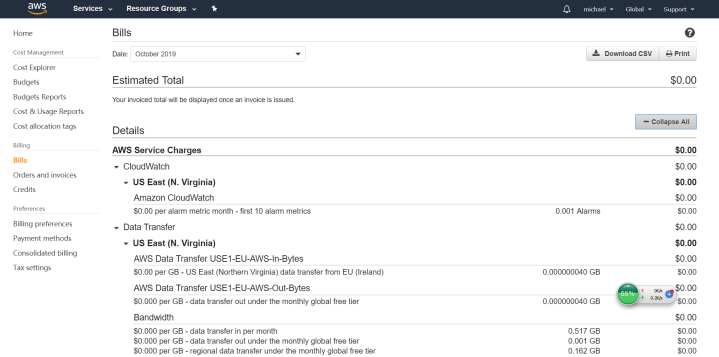 aws
Services
Resource Groups
michael
Global
Support
Home
Cost Management
Cost Explorer
Budgets
Budgets Reports
Cost & Usage Reports
Cost allocation tags
Billing
Bills
Orders and invoices
Credits
Preferences
Billing preferences
Payment methods
Consolidated billing
Tax settings
Bills
?
Date: October 2019
Download CSV
Print
Estimated Total $0.00
Your invoiced total will be displayed once an invoice is issued.
Collapse All
Details
AWS Service Charges $0.00
CloudWatch $0.00
US East (N. Virginia) $0.00
Amazon CloudWatch $0.00
$0.00 per alarm metric month - first 10 alarm metrics 0.001 Alarms $0.00
Data Transfer $0.00
US East (N. Virginia) $0.00
AWS Data Transfer USE1-EU-AWS-In-Bytes $0.00
$0.00 per GB - US East (Northern Virginia) data transfer from EU (Ireland) 0.000000040 GB $0.00
AWS Data Transfer USE1-EU-AWS-Out-Bytes $0.00
$0.000 per GB - data transfer out under the monthly global free tier 0.000000040 GB $0.00
56%
0K/s
0.2K/s
Bandwidth $0.00
$0.000 per GB - data transfer in per month 0.517 GB $0.00
$0.000 per GB - data transfer out under the monthly global free tier 0.001 GB $0.00
$0.000 per GB - regional data transfer under the monthly global free tier 0.162 GB $0.00